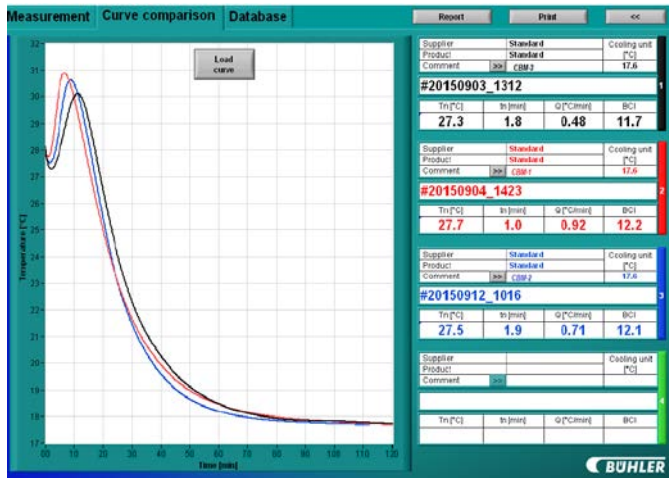 Measurement Curve comparison Database
Report Print <<
Load
curve
Temperature [°C]
32
31
30
29
28
27
26
25
24
23
22
21
20
19
18
17
00 10 20 30 40 50 60 70 80 90 100 110 120
Time [min]
Supplier Standard Cooling unit
Product Standard [°C]
Comment >> CBM-3 17.6
#20150903_1312
1
Tn [°C] tn [min] Q [°C/min] BCI
27.3 1.8 0.48 11.7
Supplier Standard Cooling unit
Product Standard [°C]
Comment >> CBM-1 17.6
#20150904_1423
2
Tn [°C] tn [min] Q [°C/min] BCI
27.7 1.0 0.92 12.2
Supplier Standard Cooling unit
Product Standard [°C]
Comment >> CBM-2 17.6
#20150912_1016
3
Tn [°C] tn [min] Q [°C/min] BCI
27.5 1.9 0.71 12.1
Supplier Cooling unit
Product [°C]
Comment >>
4
Tn [°C] tn [min] Q [°C/min] BCI
BÜHLER